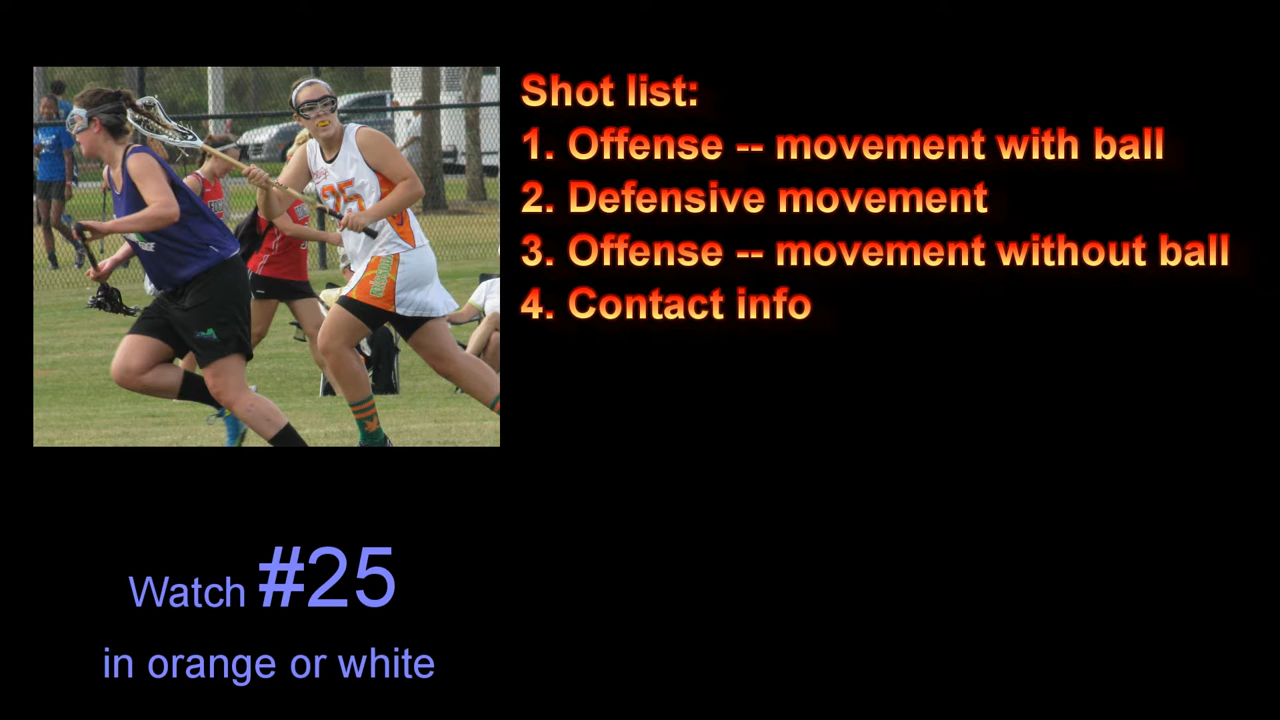 Shot list:
1. Offense -- movement with ball
2. Defensive movement
3. Offense -- movement without ball
4. Contact info
25
Watch #25
in orange or white